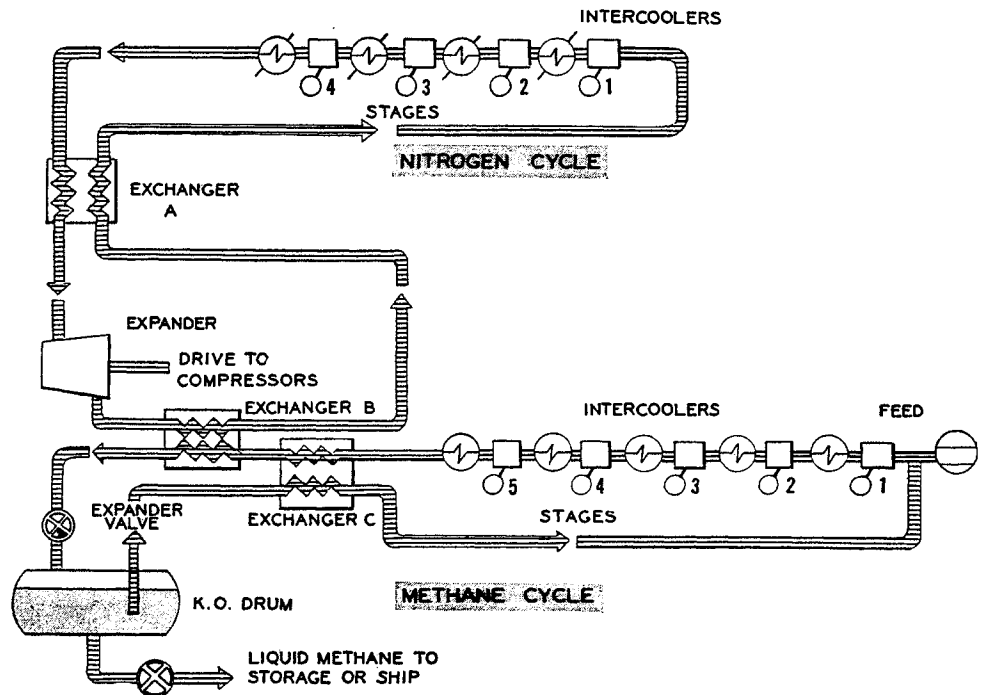 INTERCOOLERS
4
3
2
1
STAGES
NITROGEN CYCLE
EXCHANGER
A
EXPANDER
DRIVE TO
COMPRESSORS
EXCHANGER B
INTERCOOLERS
FEED
5
4
3
2
1
EXPANDER
VALVE
EXCHANGER C
STAGES
K.O. DRUM
METHANE CYCLE
LIQUID METHANE TO
STORAGE OR SHIP